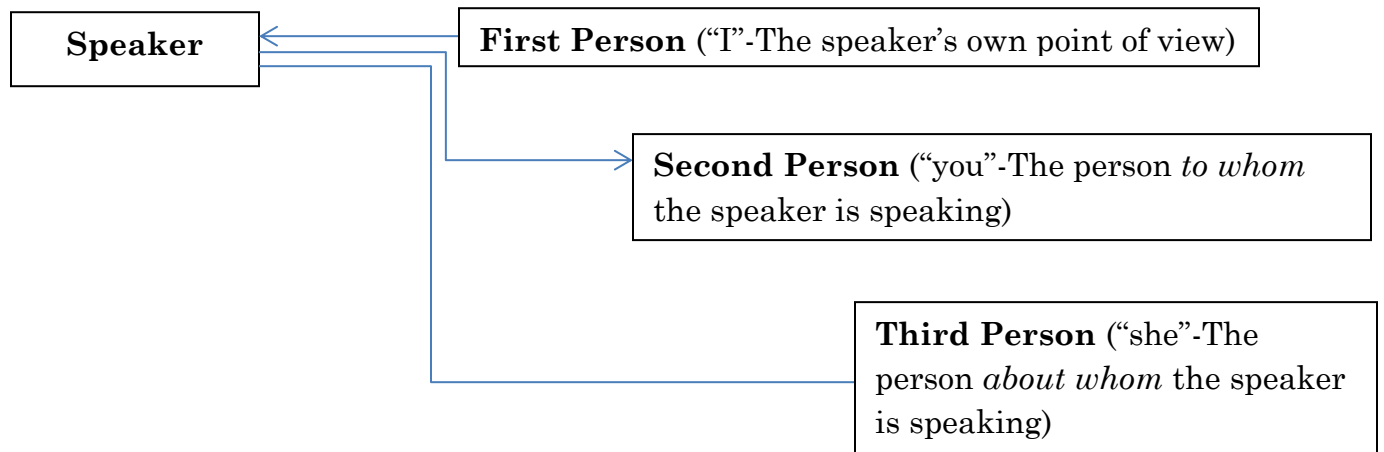 Speaker
First Person (“I”-The speaker’s own point of view)
Second Person (“you”-The person to whom
the speaker is speaking)
Third Person (“she”-The
person about whom the speaker
is speaking)